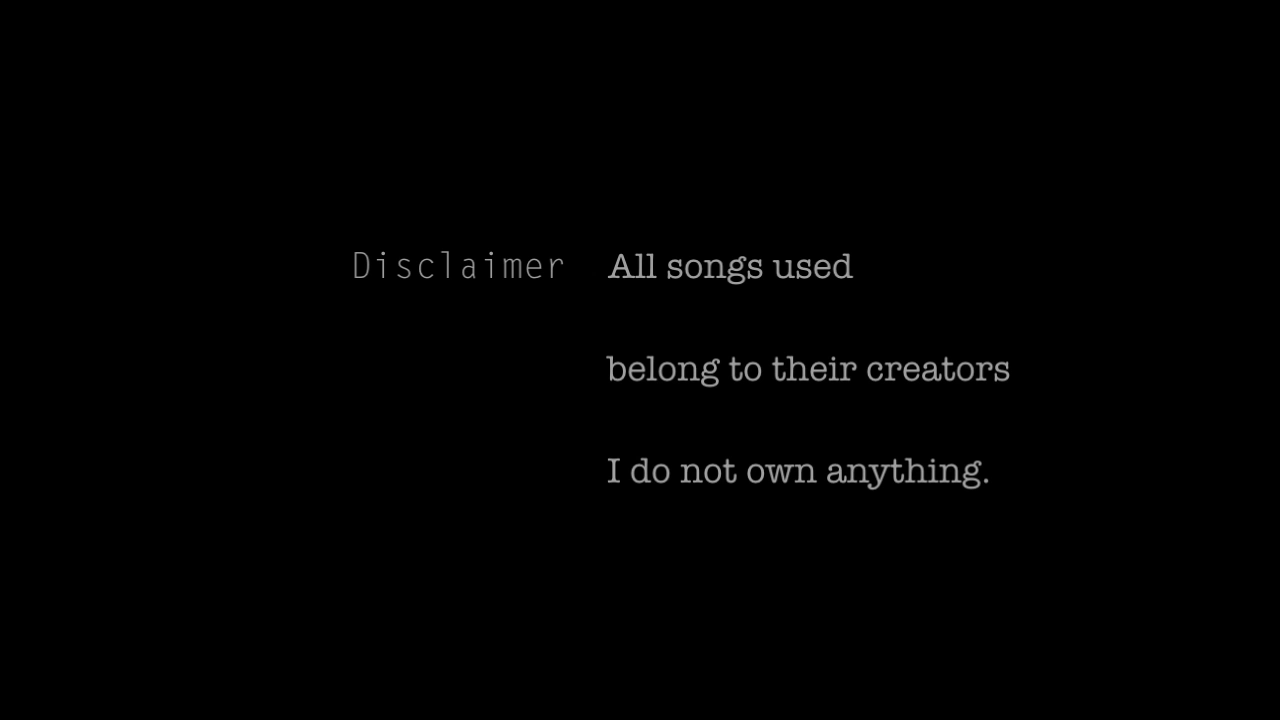 Disclaimer All songs used
belong to their creators
I do not own anything.